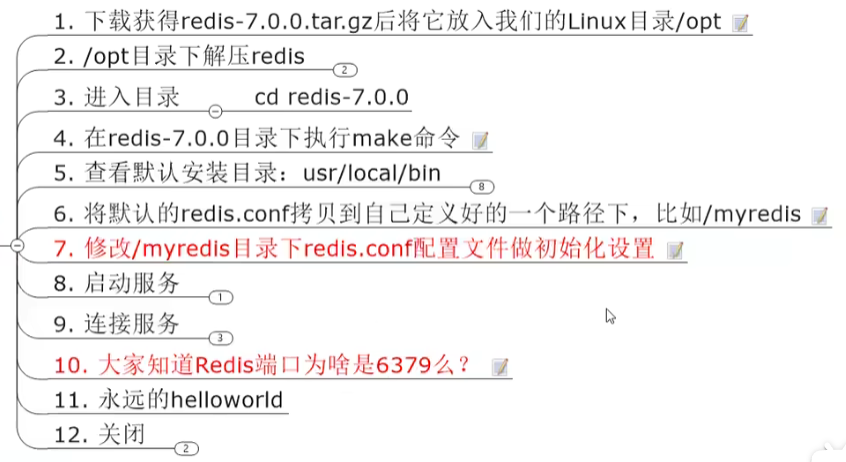 1. 下载获得redis-7.0.0.tar.gz后将它放入我们的Linux目录/opt
2. /opt目录下解压redis
2
3. 进入目录 cd redis-7.0.0
4. 在redis-7.0.0目录下执行make命令
5. 查看默认安装目录：usr/local/bin
8
6. 将默认的redis.conf拷贝到自己定义好的一个路径下，比如/myredis
7. 修改/myredis目录下redis.conf配置文件做初始化设置
8. 启动服务
1
9. 连接服务
3
10. 大家知道Redis端口为啥是6379么？
11. 永远的helloworld
12. 关闭
2